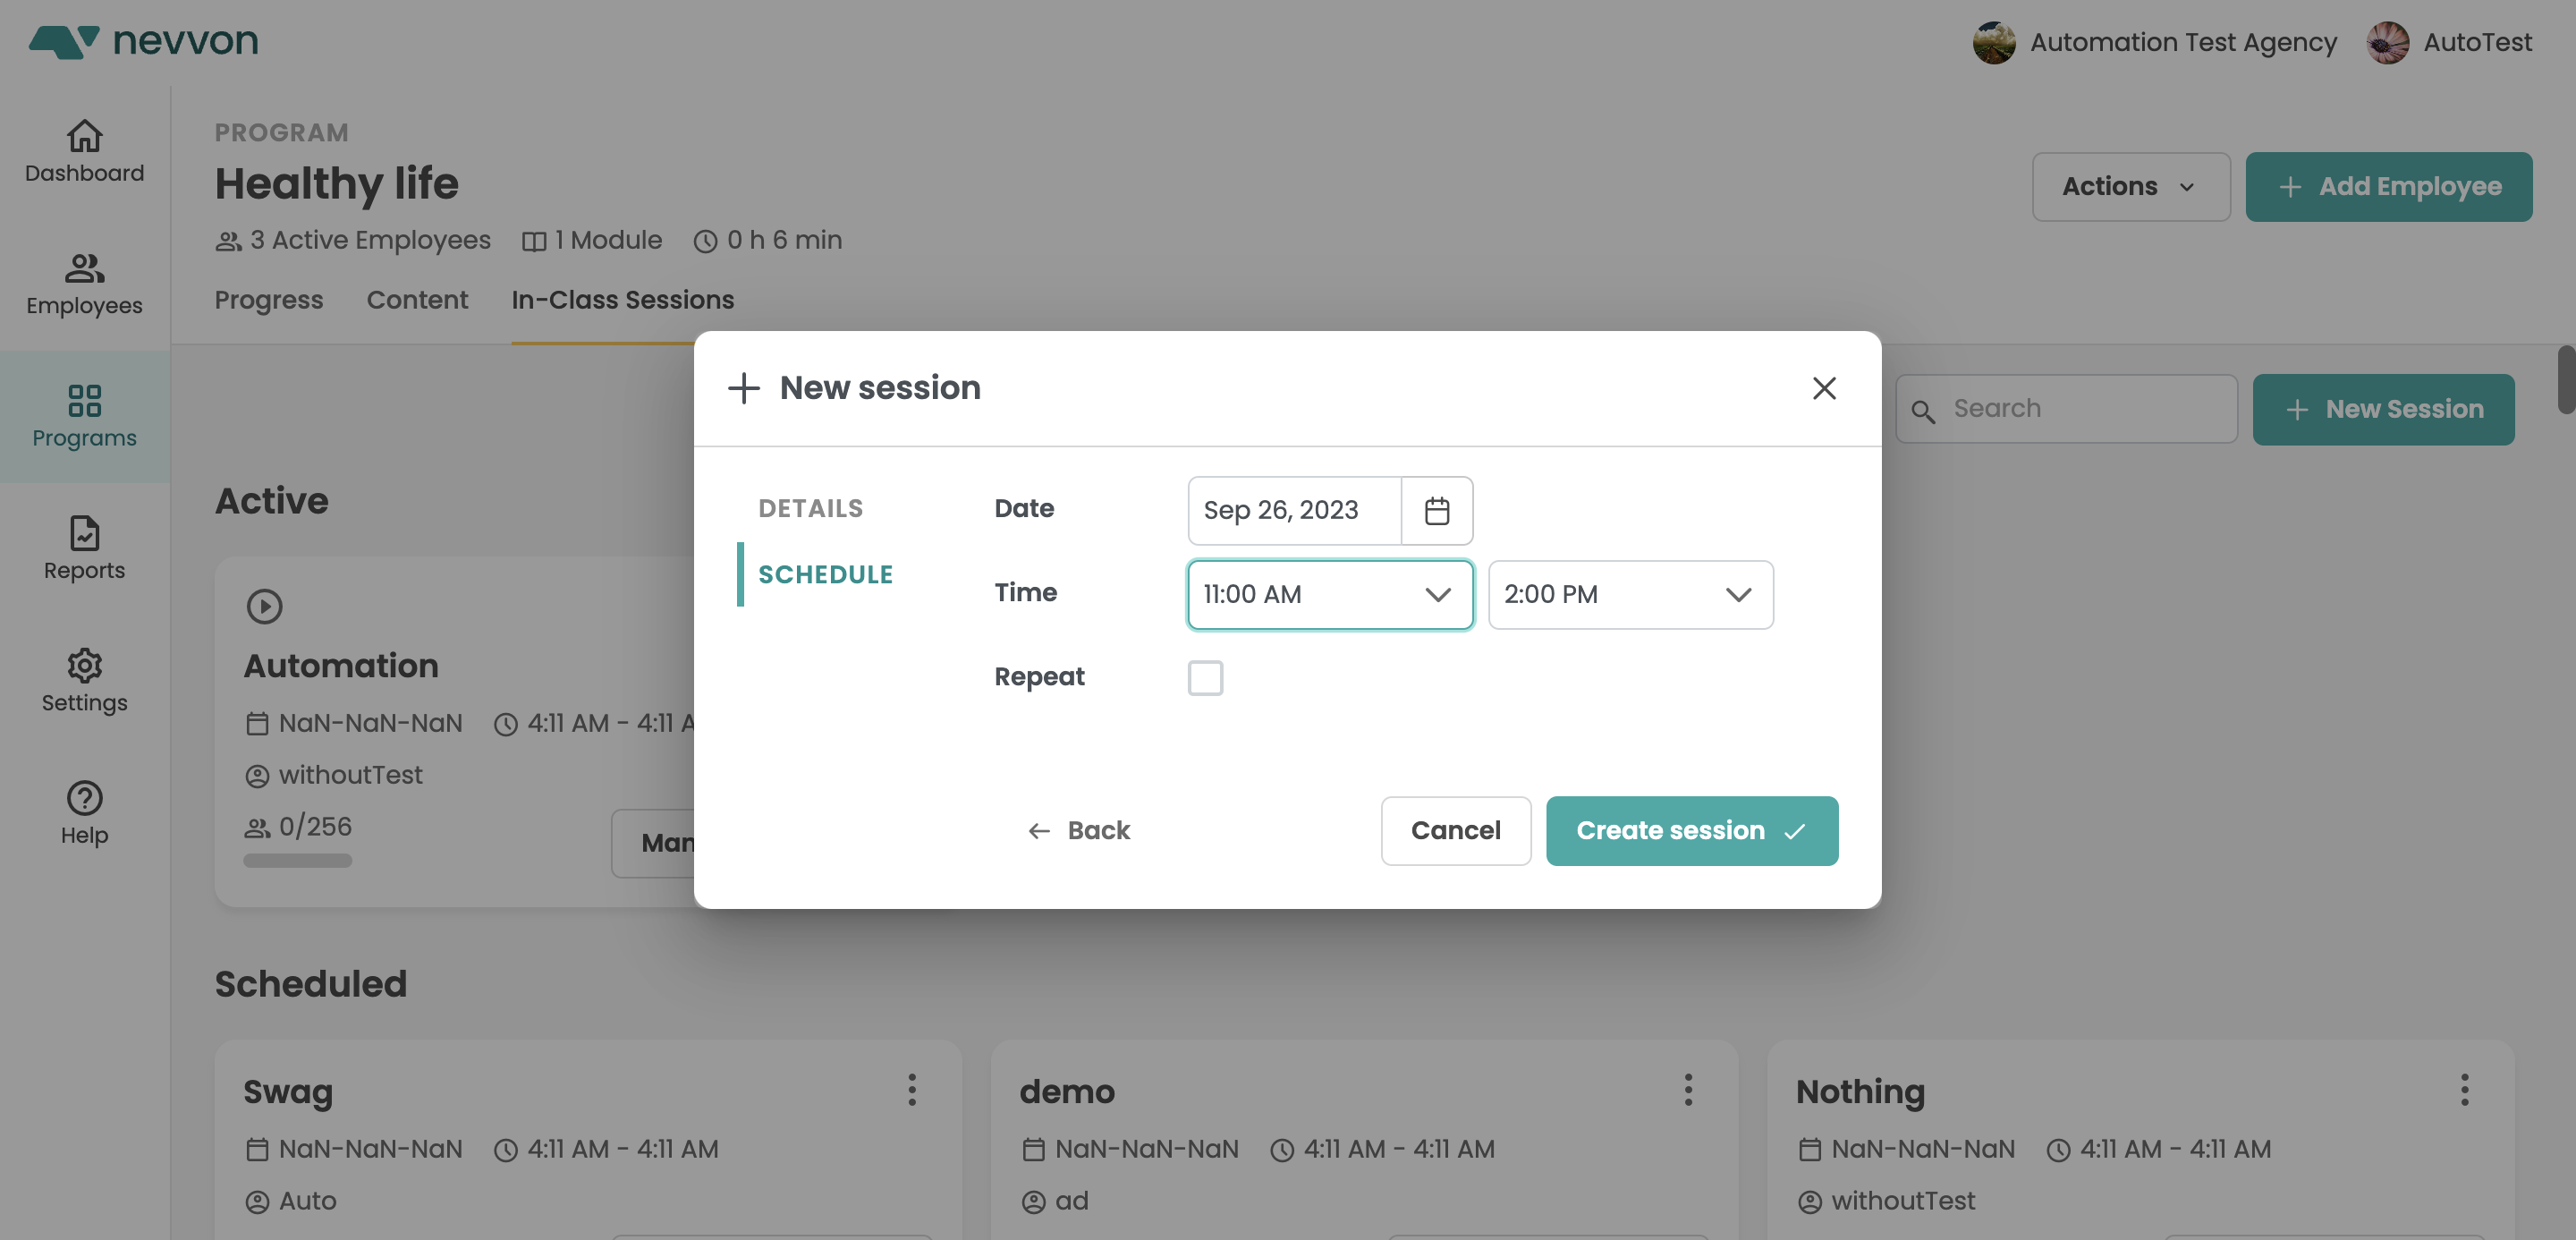 nevvon
Automation Test Agency
AutoTest
Dashboard
Employees
Programs
Reports
Settings
Help
PROGRAM
Healthy life
3 Active Employees 1 Module 0 h 6 min
Actions
Add Employee
Progress Content In-Class Sessions
Search
New Session
Active
Automation
NaN-NaN-NaN 4:11 AM - 4:11 A
withoutTest
0/256
Man
New session
DETAILS
SCHEDULE
Date Sep 26, 2023
Time 11:00 AM 2:00 PM
Repeat
Back Cancel Create session
Scheduled
Swag
NaN-NaN-NaN 4:11 AM - 4:11 AM
Auto
demo
NaN-NaN-NaN 4:11 AM - 4:11 AM
ad
Nothing
NaN-NaN-NaN 4:11 AM - 4:11 AM
withoutTest